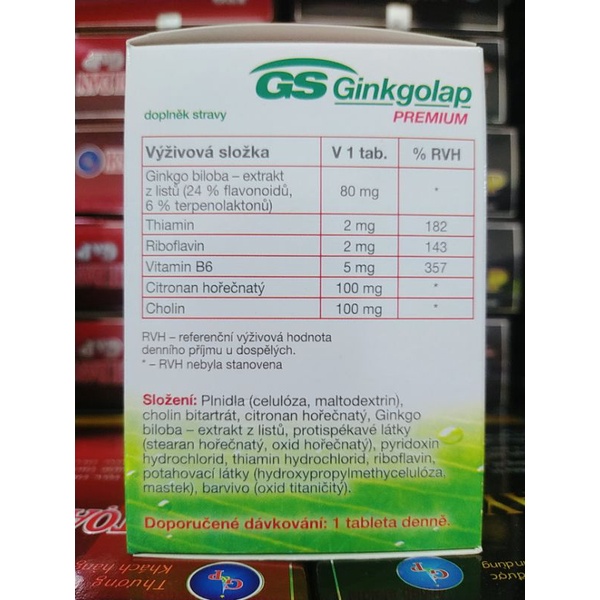 GS Ginkgolap
PREMIUM
doplněk stravy
Výživová složka V 1 tab. % RVH
Ginkgo biloba – extrakt
z listů (24 % flavonoidů, 80 mg *
6 % terpenolaktonů)
Thiamin 2 mg 182
Riboflavin 2 mg 143
Vitamin B6 5 mg 357
Citronan hořečnatý 100 mg *
Cholin 100 mg *
RVH – referenční výživová hodnota
denního příjmu u dospělých.
* – RVH nebyla stanovena
Složení: Plnidla (celulóza, maltodextrin),
cholin bitartrát, citronan hořečnatý, Ginkgo
biloba – extrakt z listů, protispékavé látky
(stearan hořečnatý, oxid hořečnatý), pyridoxin
hydrochlorid, thiamin hydrochlorid, riboflavin,
potahovací látky (hydroxypropylmethycelulóza,
mastek), barvivo (oxid titaničitý).
Doporučené dávkování: 1 tableta denně.
Thương
Khách hàng
GP